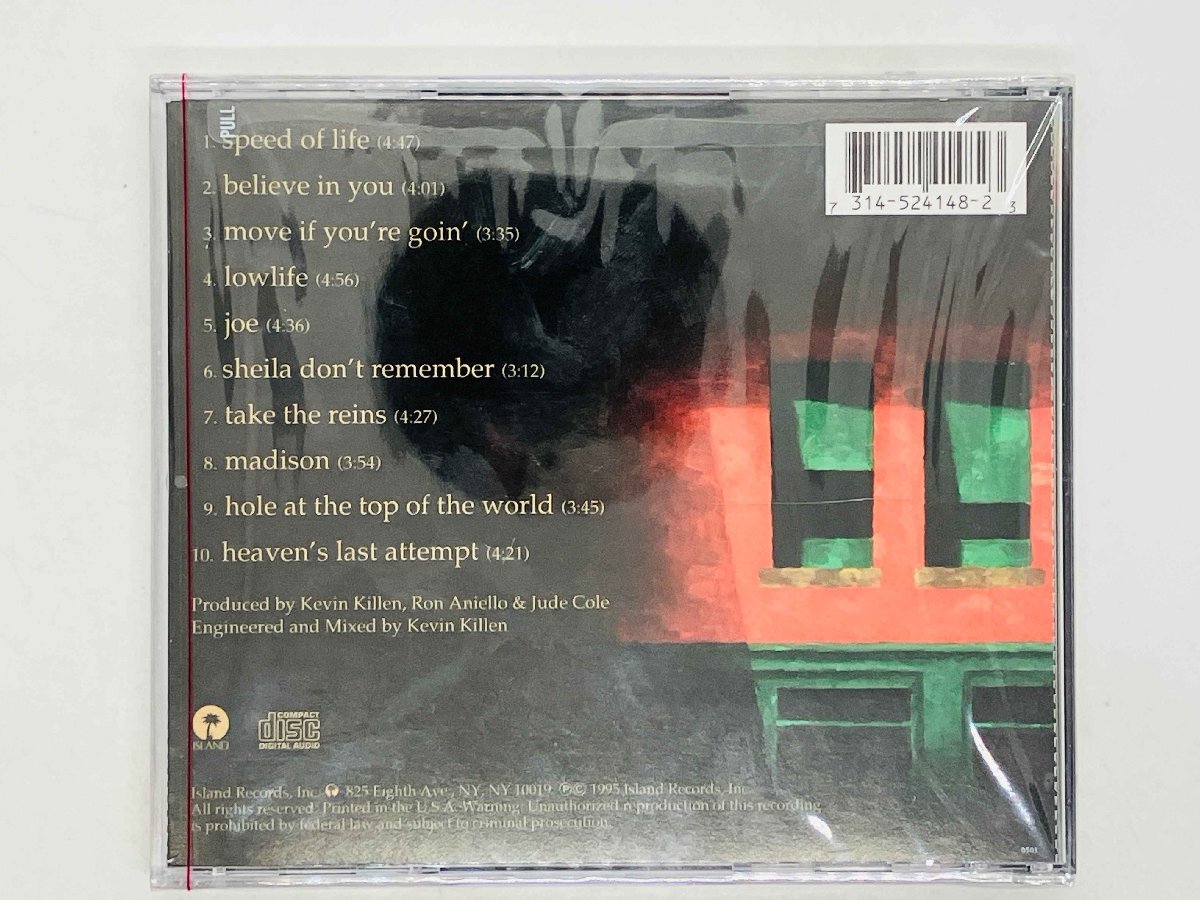 PULL
1. speed of life (4:47)
2. believe in you (4:01)
3. move if you're goin' (3:35)
4. lowlife (4:56)
5. joe (4:36)
6. sheila don't remember (3:12)
7. take the reins (4:27)
8. madison (3:54)
9. hole at the top of the world (3:45)
10. heaven's last attempt (4:21)
7 314-524148-2 3
Produced by Kevin Killen, Ron Aniello & Jude Cole
Engineered and Mixed by Kevin Killen
ISLAND
COMPACT
disc
DIGITAL AUDIO
Island Records, Inc. 825 Eighth Ave., NY, NY 10019 ℗© 1995 Island Records, Inc.
All rights reserved. Printed in the U.S.A. Warning: Unauthorized reproduction of this recording
is prohibited by federal law and subject to criminal prosecution.
0501